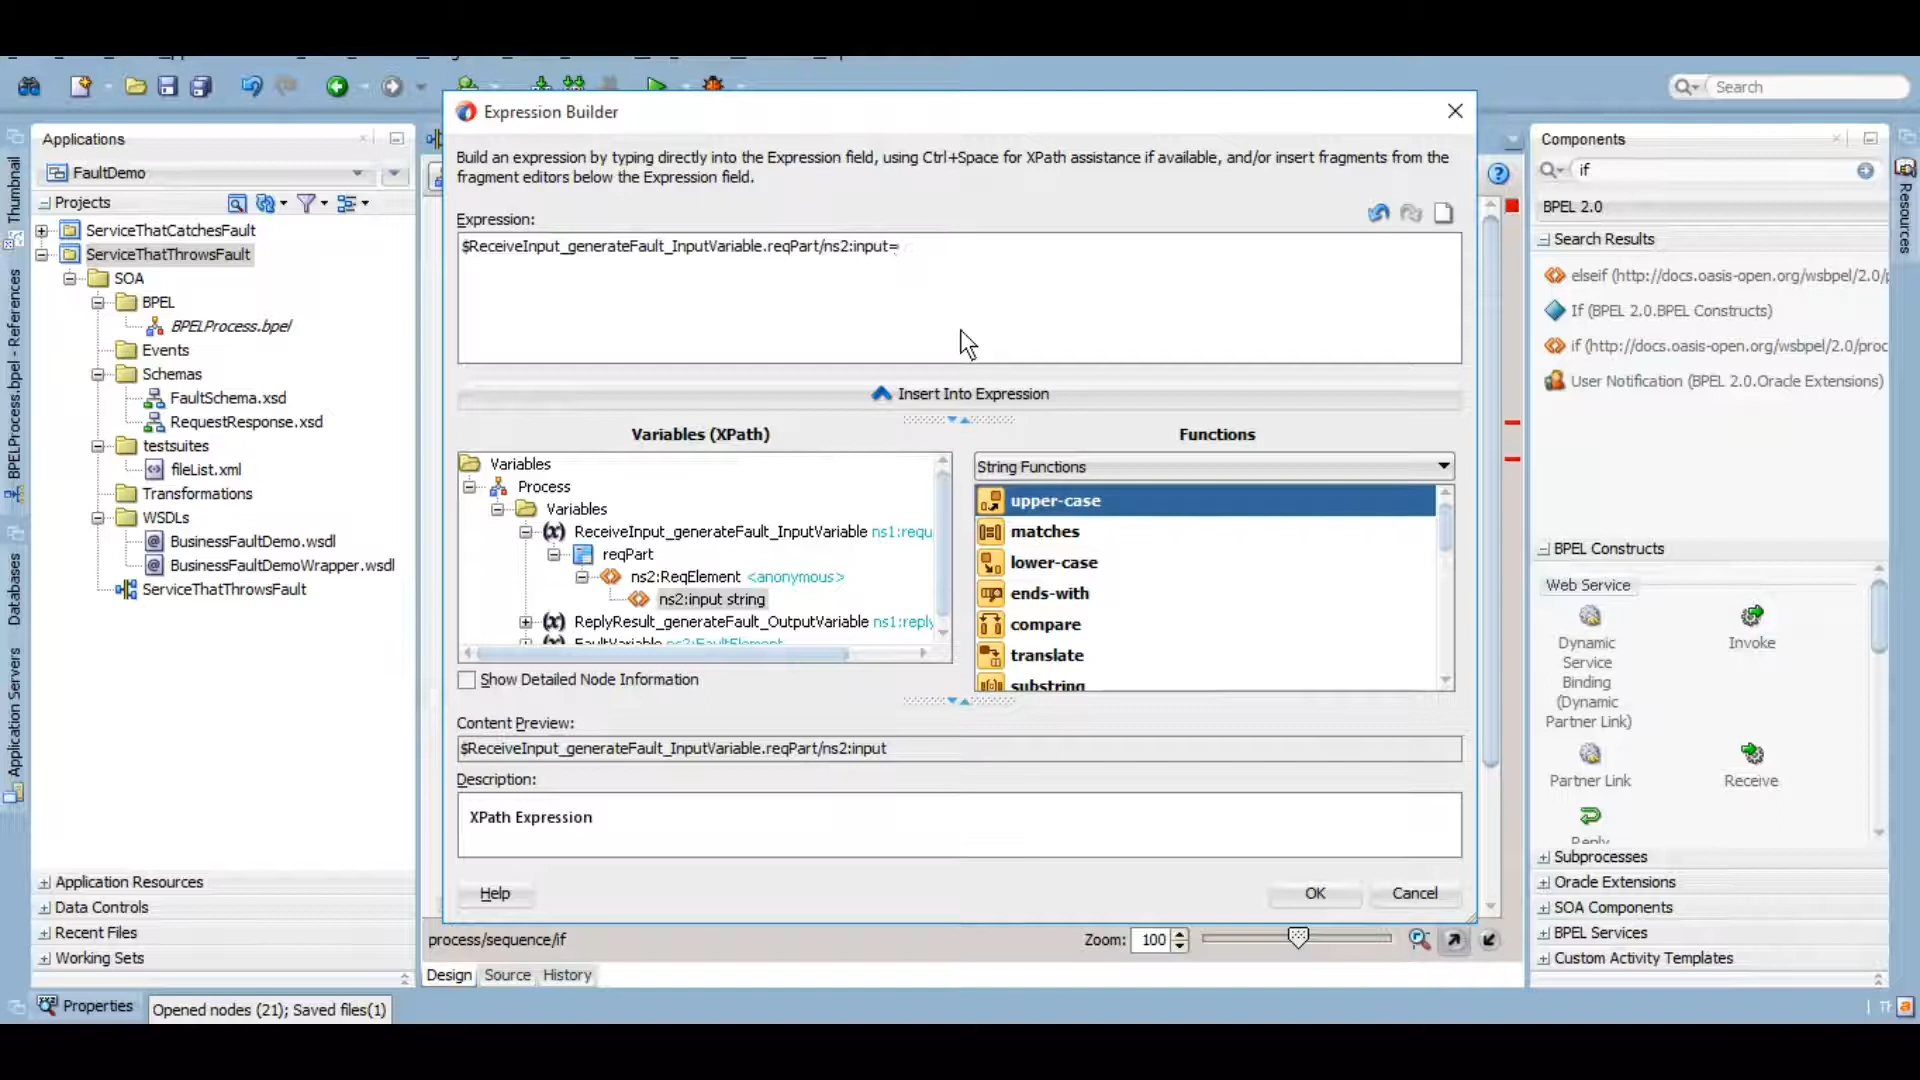 Search
Expression Builder
Build an expression by typing directly into the Expression field, using Ctrl+Space for XPath assistance if available, and/or insert fragments from the
fragment editors below the Expression field.
Expression:
$ReceiveInput_generateFault_InputVariable.reqPart/ns2:input=
Insert Into Expression
Variables (XPath)
Variables
Process
Variables
ReceiveInput_generateFault_InputVariable ns1:requ
reqPart
ns2:ReqElement <anonymous>
ns2:input string
ReplyResult_generateFault_OutputVariable ns1:reply
FaultVariable ns2:FaultElement
Show Detailed Node Information
Functions
String Functions
upper-case
matches
lower-case
ends-with
compare
translate
substring
Content Preview:
$ReceiveInput_generateFault_InputVariable.reqPart/ns2:input
Description:
XPath Expression
Help
OK
Cancel
Thumbnail
BPELProcess.bpel - References
Databases
Application Servers
Applications
FaultDemo
Projects
ServiceThatCatchesFault
ServiceThatThrowsFault
SOA
BPEL
BPELProcess.bpel
Events
Schemas
FaultSchema.xsd
RequestResponse.xsd
testsuites
fileList.xml
Transformations
WSDLs
BusinessFaultDemo.wsdl
BusinessFaultDemoWrapper.wsdl
ServiceThatThrowsFault
Application Resources
Data Controls
Recent Files
Working Sets
process/sequence/if
Zoom: 100
Design Source History
Components
if
BPEL 2.0
Search Results
elseif (http://docs.oasis-open.org/wsbpel/2.0/p
If (BPEL 2.0.BPEL Constructs)
if (http://docs.oasis-open.org/wsbpel/2.0/proc
User Notification (BPEL 2.0.Oracle Extensions)
BPEL Constructs
Web Service
Dynamic
Service
Binding
(Dynamic
Partner Link)
Invoke
Partner Link
Receive
Reply
Subprocesses
Oracle Extensions
SOA Components
BPEL Services
Custom Activity Templates
Resources
Properties
Opened nodes (21); Saved files(1)